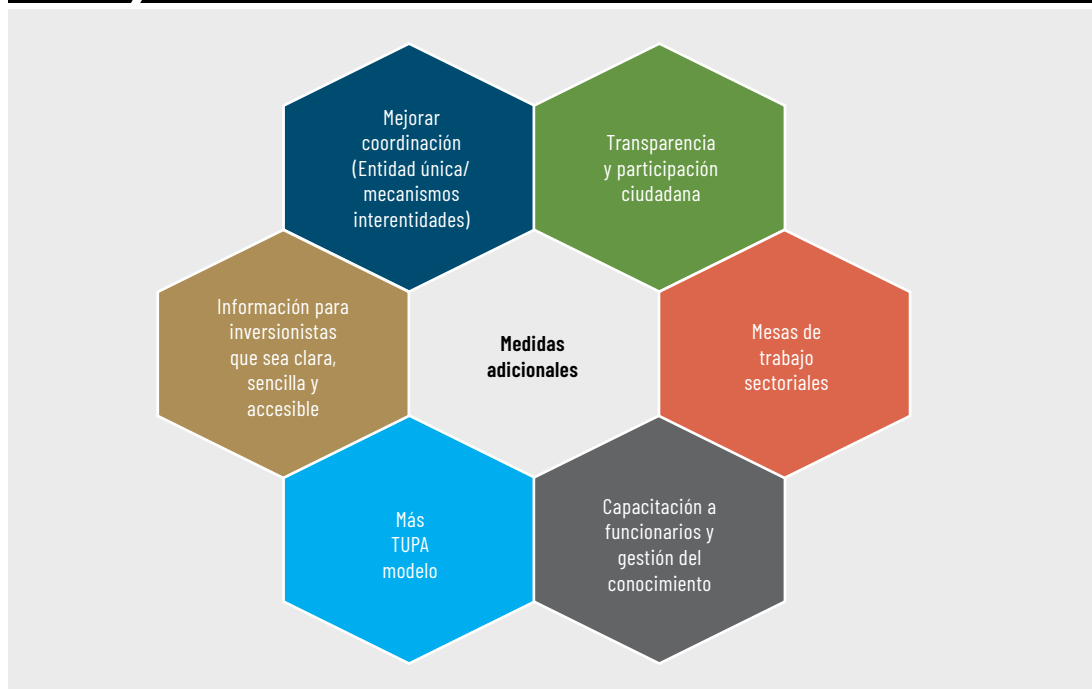 Mejorar
coordinación
(Entidad única/
mecanismos
interentidades)
Transparencia
y participación
ciudadana
Información para
inversionistas
que sea clara,
sencilla y
accesible
Medidas
adicionales
Mesas de
trabajo
sectoriales
Más
TUPA
modelo
Capacitación a
funcionarios y
gestión del
conocimiento